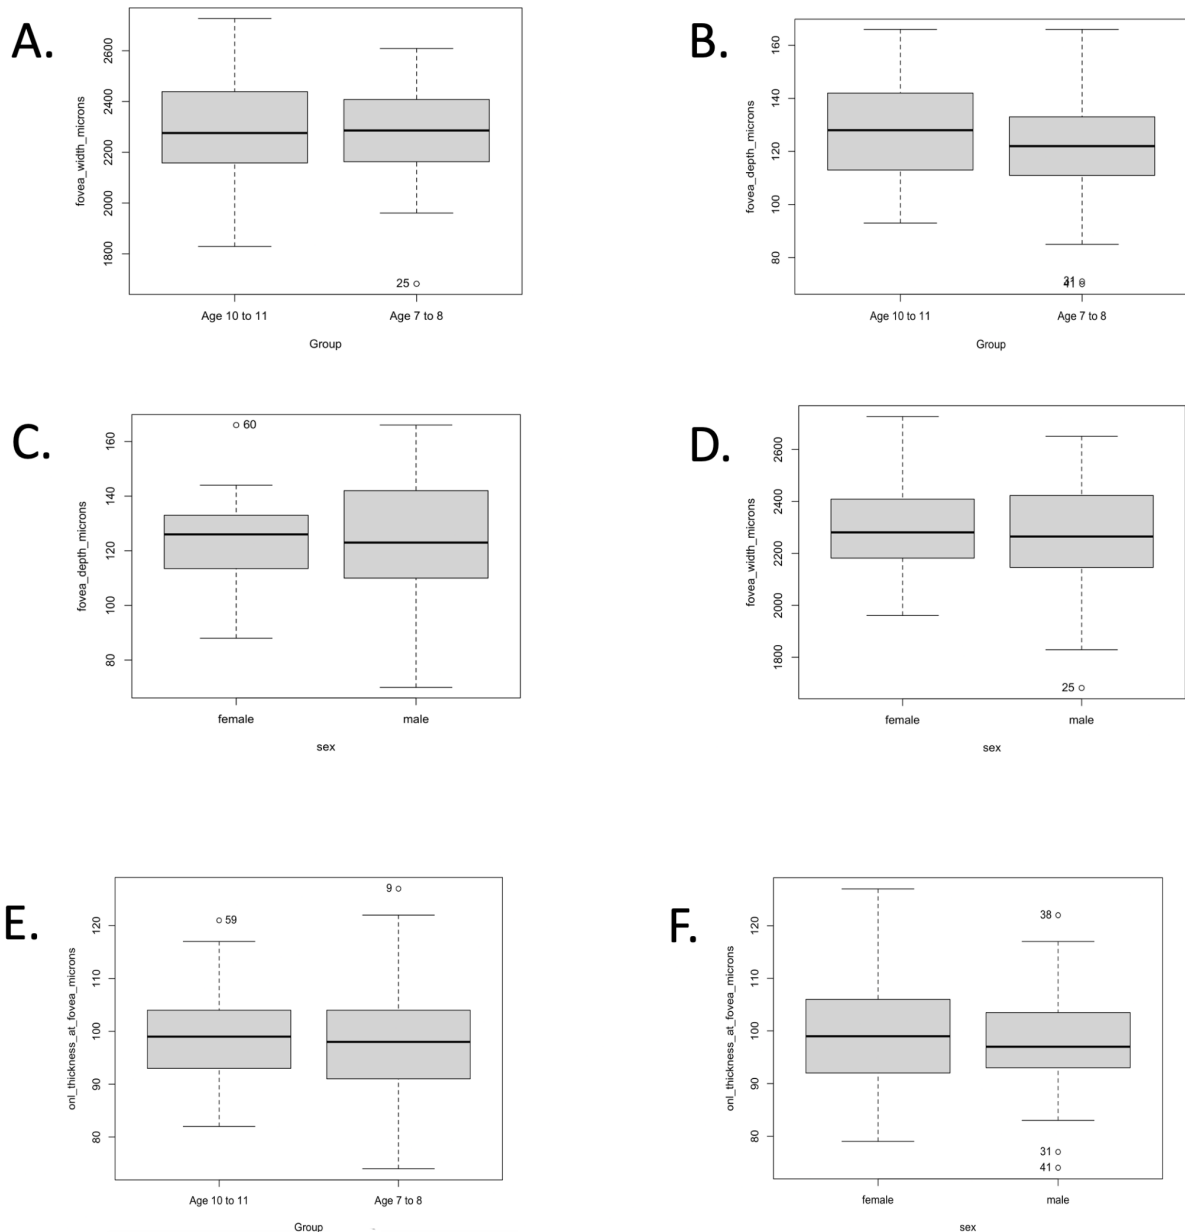 A.
fovea_width_microns
2600
2400
2200
2000
1800
25
Age 10 to 11 Age 7 to 8
Group
B.
fovea_depth_microns
160
140
120
100
80
31
41
Age 10 to 11 Age 7 to 8
Group
C.
fovea_depth_microns
160
140
120
100
80
60
female male
sex
D.
fovea_width_microns
2600
2400
2200
2000
1800
25
female male
sex
E.
onl_thickness_at_fovea_microns
120
110
100
90
80
59
9
Age 10 to 11 Age 7 to 8
Group
F.
onl_thickness_at_fovea_microns
120
110
100
90
80
38
31
41
female male
sex